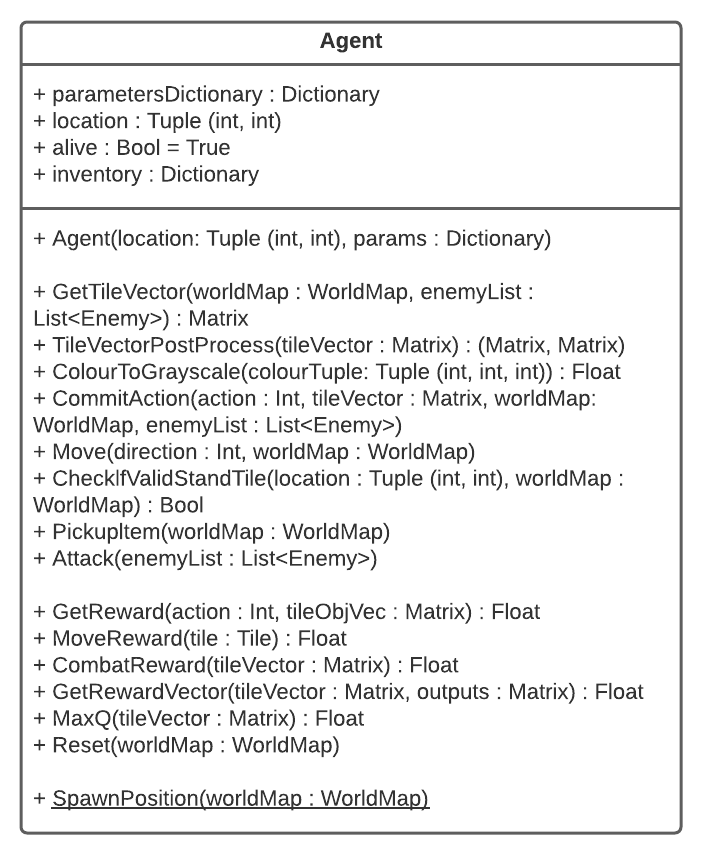 Agent
+ parametersDictionary : Dictionary
+ location : Tuple (int, int)
+ alive : Bool = True
+ inventory : Dictionary
+ Agent(location: Tuple (int, int), params : Dictionary)
+ GetTileVector(worldMap : WorldMap, enemyList :
List<Enemy>) : Matrix
+ TileVectorPostProcess(tileVector : Matrix) : (Matrix, Matrix)
+ ColourToGrayscale(colourTuple: Tuple (int, int, int)) : Float
+ CommitAction(action : Int, tileVector : Matrix, worldMap:
WorldMap, enemyList : List<Enemy>)
+ Move(direction : Int, worldMap : WorldMap)
+ CheckIfValidStandTile(location : Tuple (int, int), worldMap :
WorldMap) : Bool
+ PickupItem(worldMap : WorldMap)
+ Attack(enemyList : List<Enemy>)
+ GetReward(action : Int, tileObjVec : Matrix) : Float
+ MoveReward(tile : Tile) : Float
+ CombatReward(tileVector : Matrix) : Float
+ GetRewardVector(tileVector : Matrix, outputs : Matrix) : Float
+ MaxQ(tileVector : Matrix) : Float
+ Reset(worldMap : WorldMap)
+ SpawnPosition(worldMap : WorldMap)